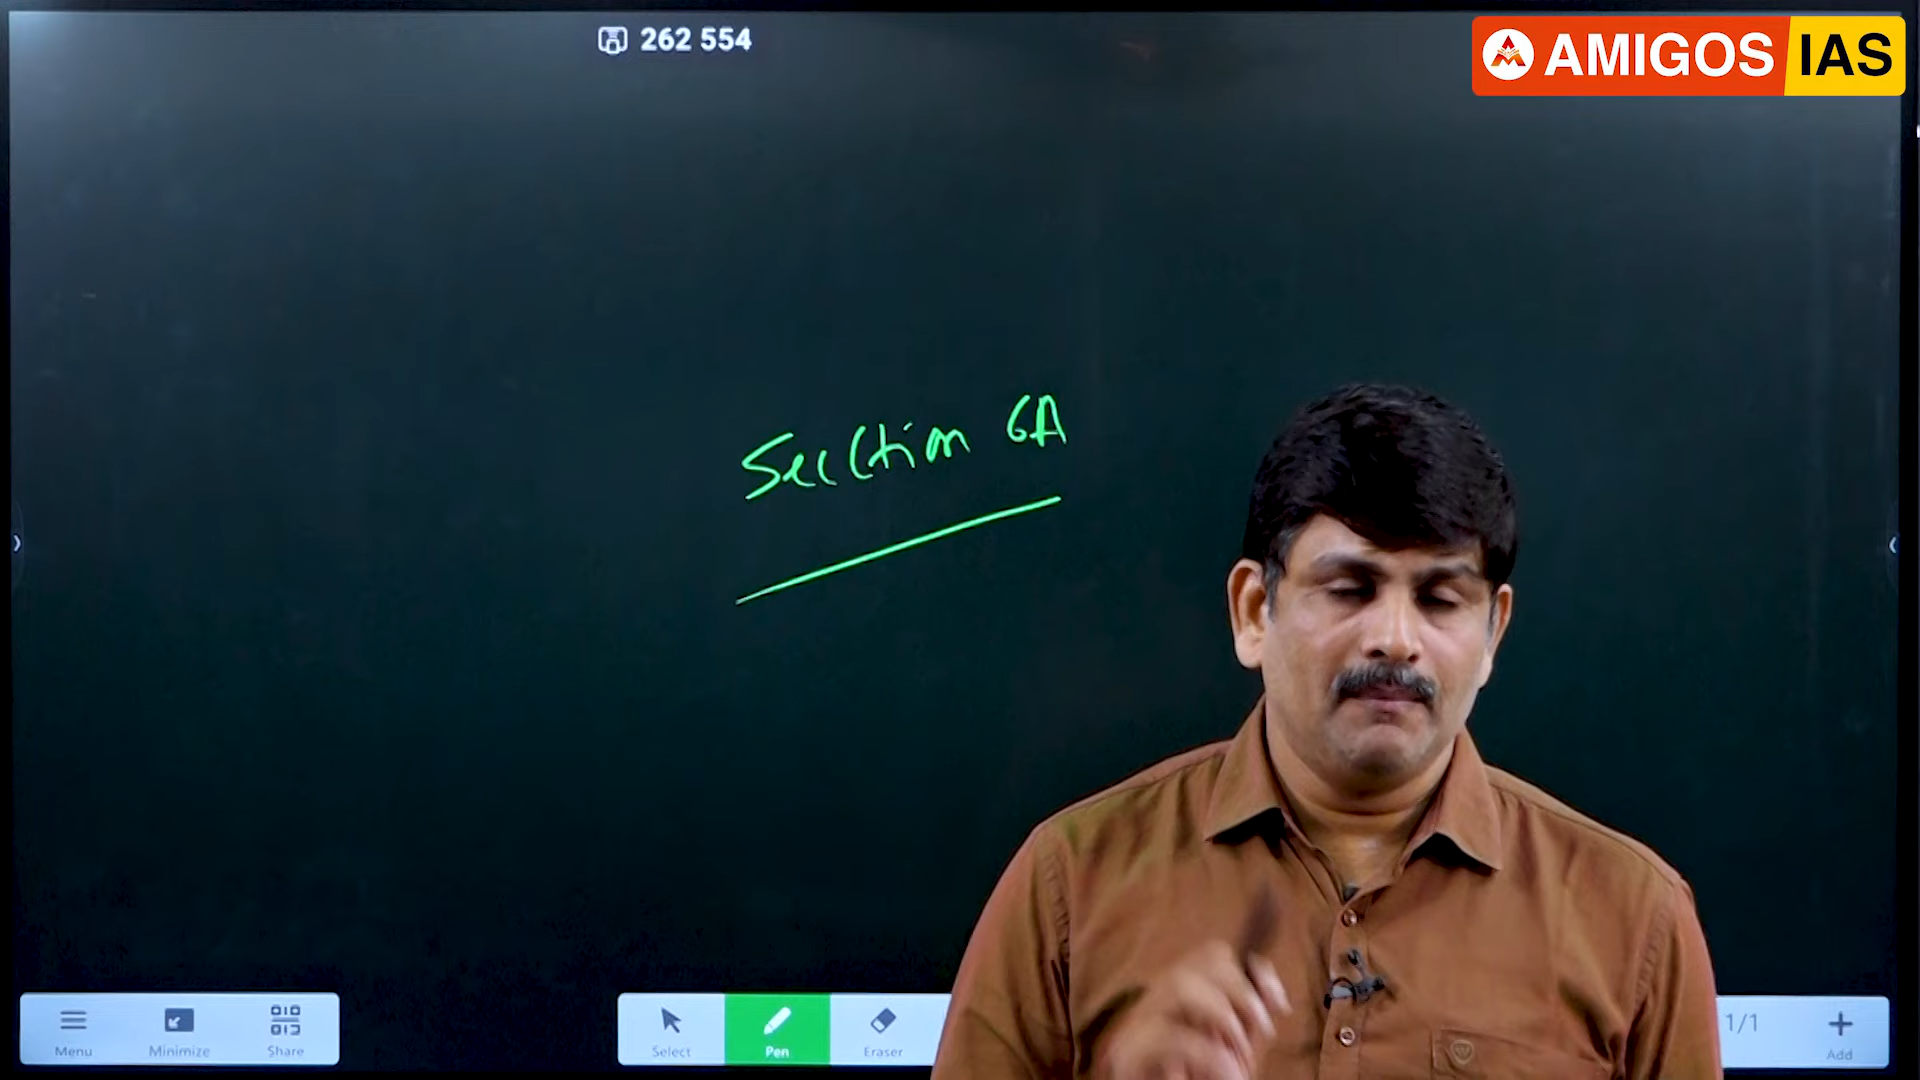 262 554
AMIGOS IAS
Section 6A
Menu
Minimize
Share
Select
Pen
Eraser
1/1
Add